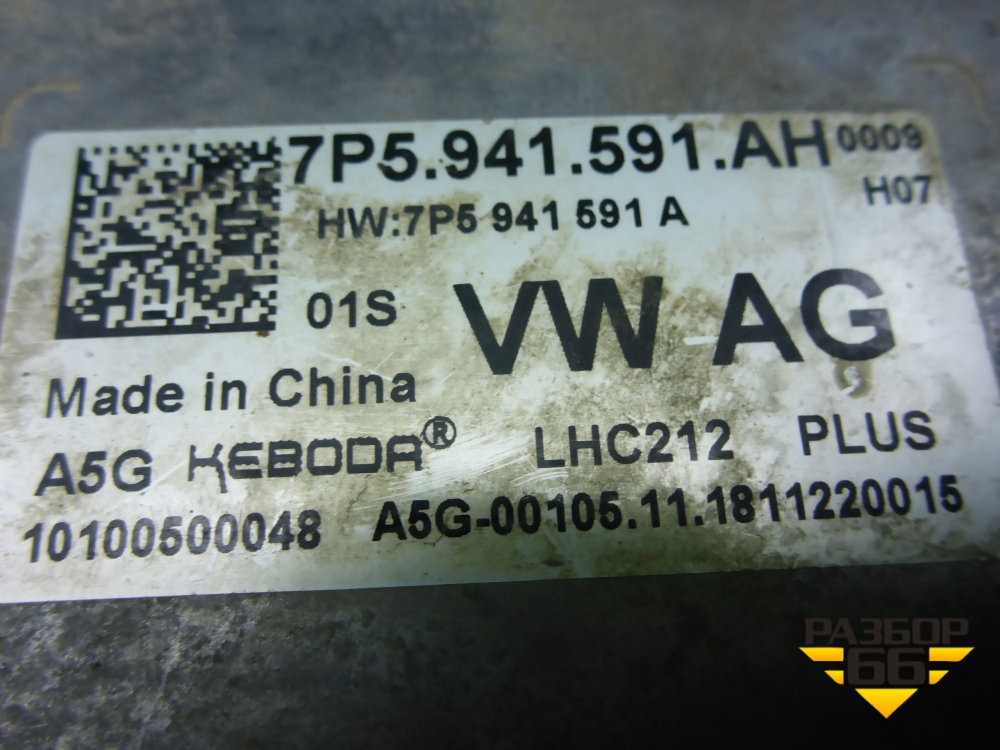 7P5.941.591.AH 0009
HW:7P5 941 591 A H07
01S VW AG
Made in China
A5G KEBODA® LHC212 PLUS
10100500048 A5G-00105.11.1811220015
РАЗБОР
66